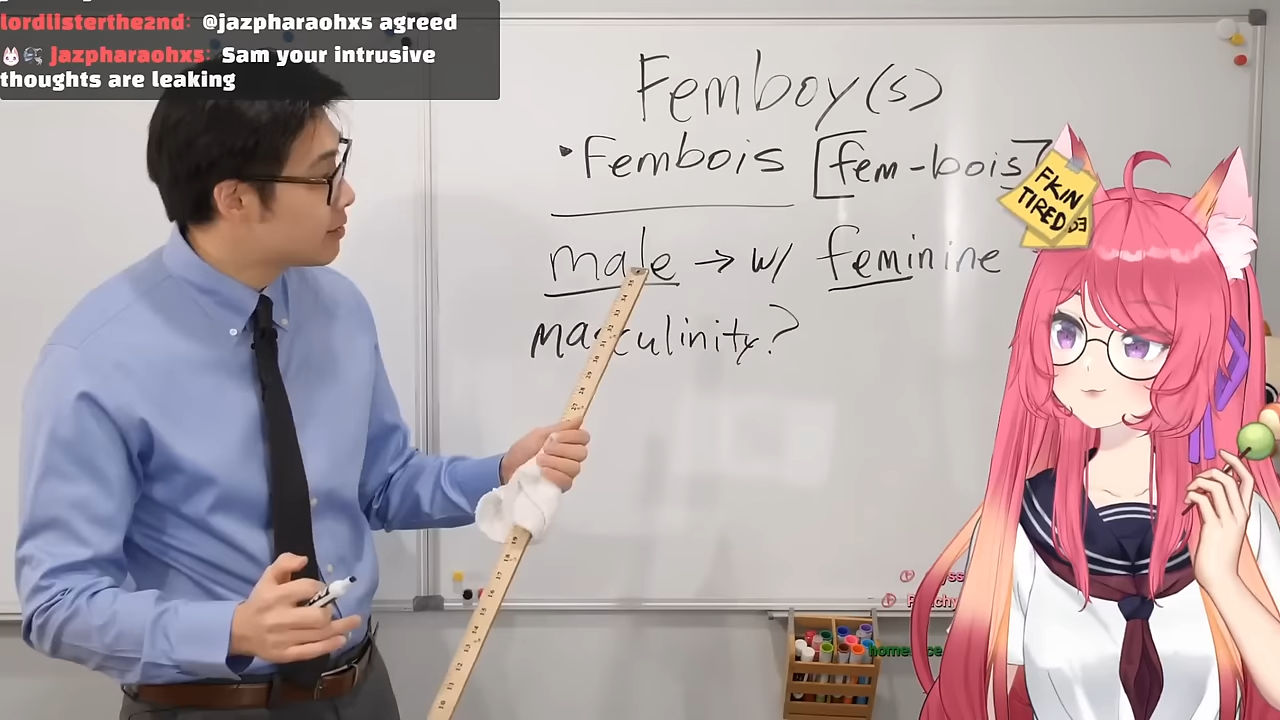 lordlisterthe2nd: @jazpharaohxs agreed
Jazpharaohxs: Sam your intrusive
thoughts are leaking
Femboy(s)
• Fembois [fem-bois]
male → w/ feminine
masculinity?
FKIN
TIRED